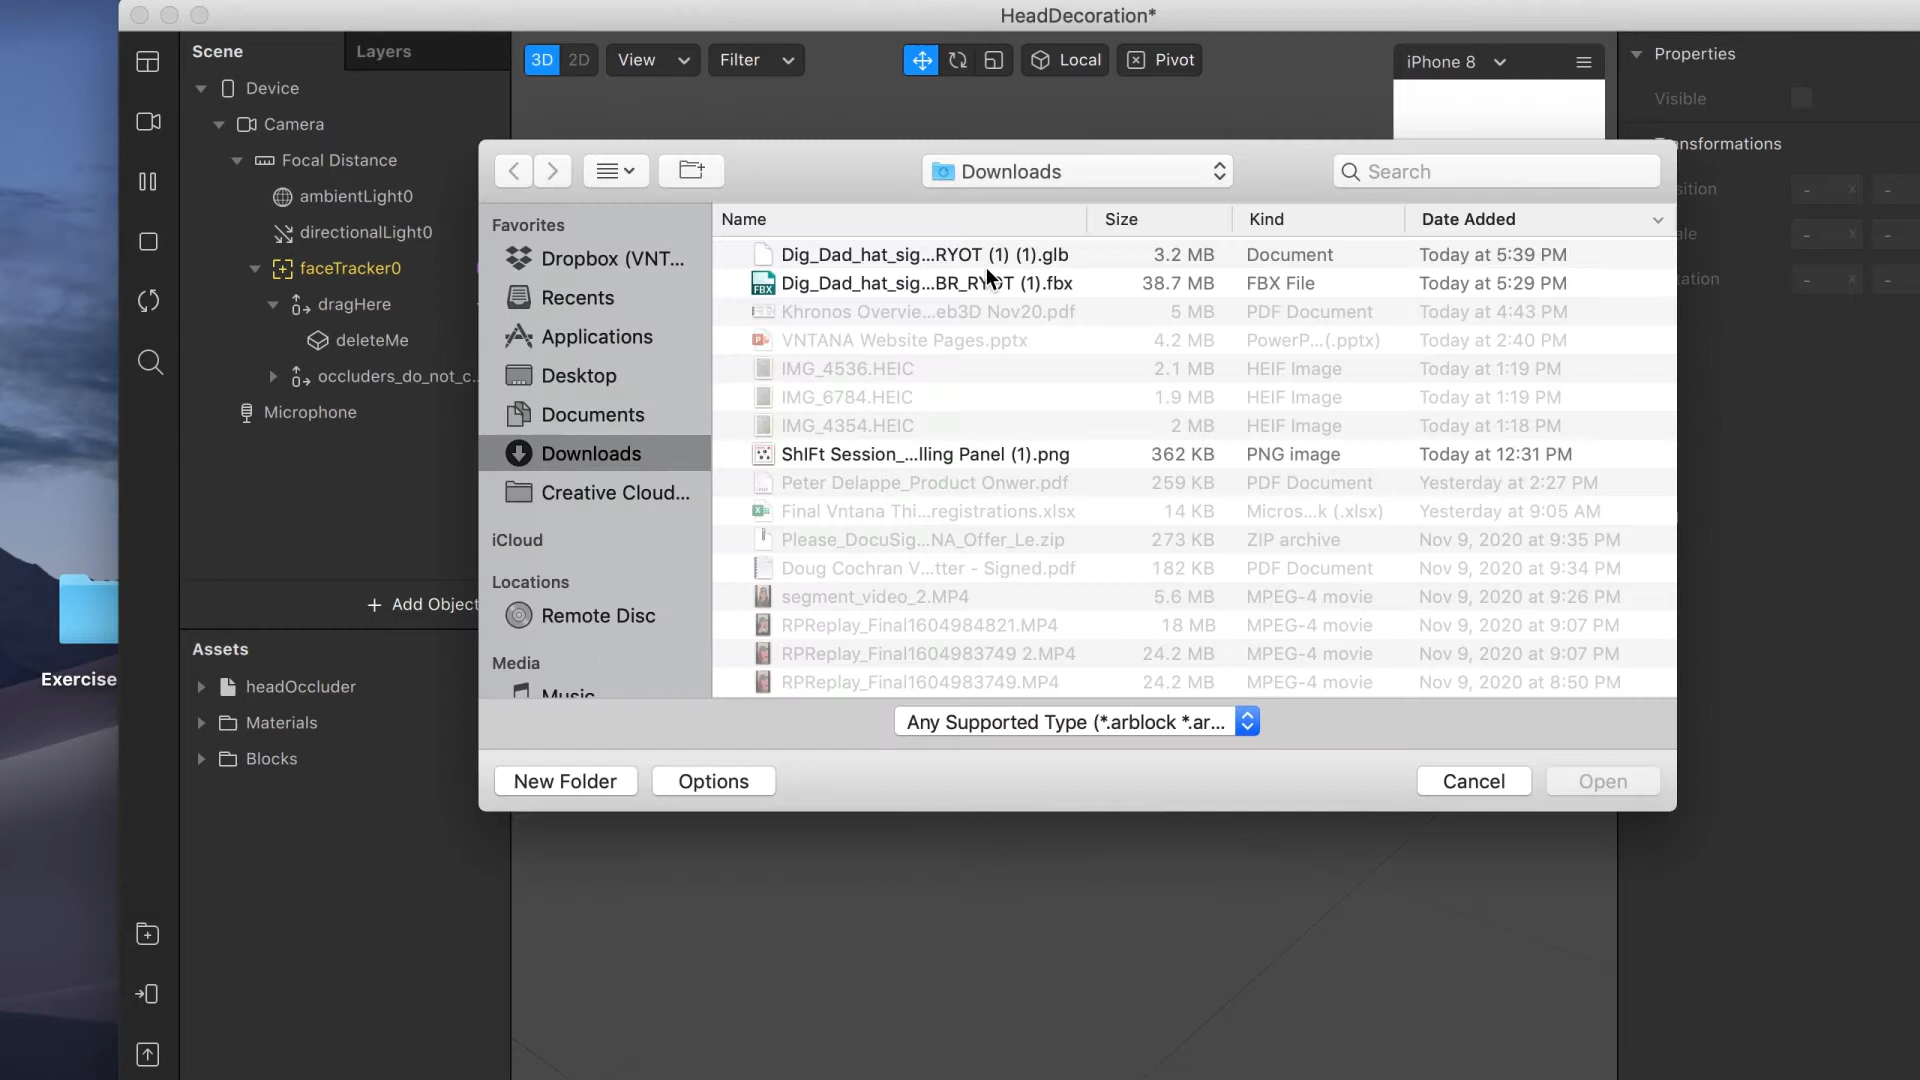 HeadDecoration*
Scene
Layers
3D
2D
View
Filter
Local
Pivot
iPhone 8
Properties
Visible
Device
Camera
Focal Distance
ambientLight0
directionalLight0
faceTracker0
dragHere
deleteMe
occluders_do_not_c...
Microphone
+ Add Object
Assets
headOccluder
Materials
Blocks
Exercise
Downloads
Search
nsformations
sition
ale
ation
Favorites
Dropbox (VNT...
Recents
Applications
Desktop
Documents
Downloads
Creative Cloud...
iCloud
Locations
Remote Disc
Media
Music
Name Size Kind Date Added
Dig_Dad_hat_sig...RYOT (1) (1).glb 3.2 MB Document Today at 5:39 PM
FBX Dig_Dad_hat_sig...BR_RYOT (1).fbx 38.7 MB FBX File Today at 5:29 PM
Khronos Overvie...eb3D Nov20.pdf 5 MB PDF Document Today at 4:43 PM
VNTANA Website Pages.pptx 4.2 MB PowerP...(.pptx) Today at 2:40 PM
IMG_4536.HEIC 2.1 MB HEIF Image Today at 1:19 PM
IMG_6784.HEIC 1.9 MB HEIF Image Today at 1:19 PM
IMG_4354.HEIC 2 MB HEIF Image Today at 1:18 PM
ShIFt Session_...lling Panel (1).png 362 KB PNG image Today at 12:31 PM
Peter Delappe_Product Onwer.pdf 259 KB PDF Document Yesterday at 2:27 PM
Final Vntana Thi...registrations.xlsx 14 KB Micros...k (.xlsx) Yesterday at 9:05 AM
Please_DocuSig...NA_Offer_Le.zip 273 KB ZIP archive Nov 9, 2020 at 9:35 PM
Doug Cochran V...tter - Signed.pdf 182 KB PDF Document Nov 9, 2020 at 9:34 PM
segment_video_2.MP4 5.6 MB MPEG-4 movie Nov 9, 2020 at 9:26 PM
RPReplay_Final1604984821.MP4 18 MB MPEG-4 movie Nov 9, 2020 at 9:07 PM
RPReplay_Final1604983749 2.MP4 24.2 MB MPEG-4 movie Nov 9, 2020 at 9:07 PM
RPReplay_Final1604983749.MP4 24.2 MB MPEG-4 movie Nov 9, 2020 at 8:50 PM
Any Supported Type (*.arblock *.ar...
New Folder
Options
Cancel
Open